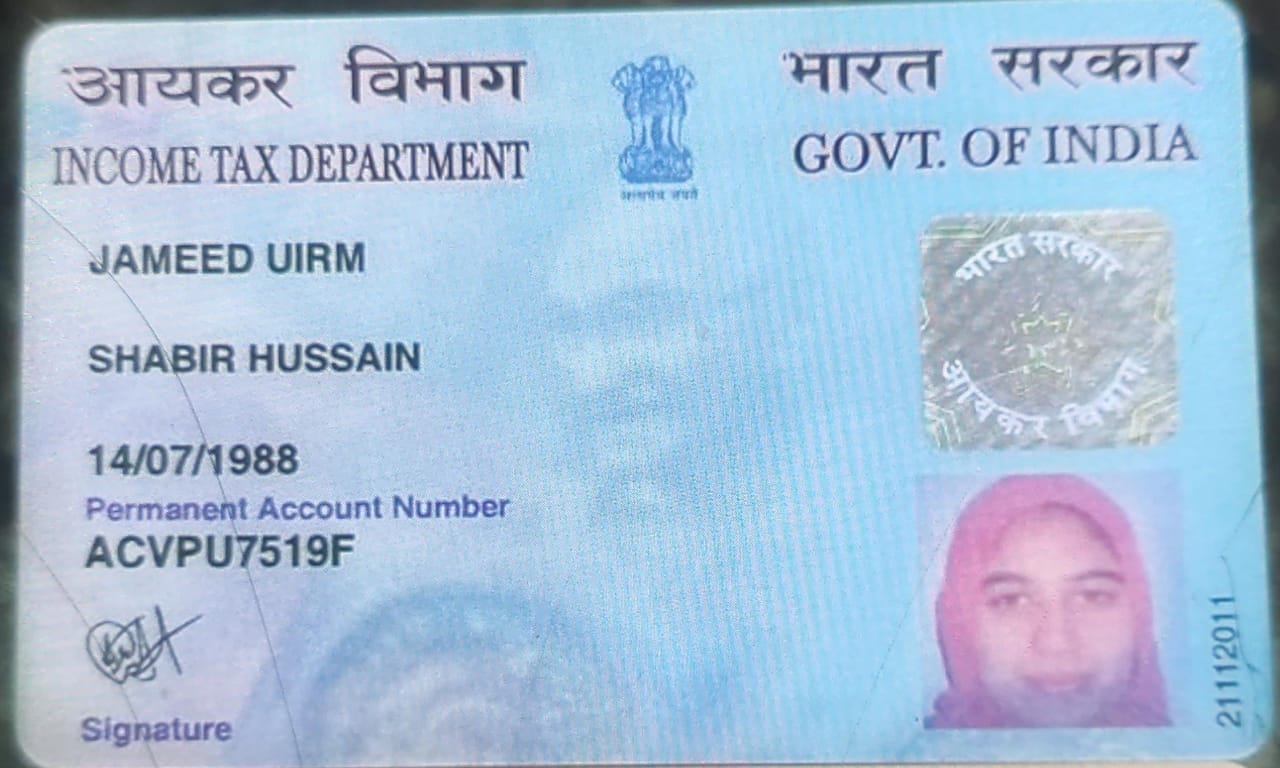 आयकर विभाग
INCOME TAX DEPARTMENT
भारत सरकार
GOVT. OF INDIA
सत्यमेव जयते
JAMEED UIRM
SHABIR HUSSAIN
14/07/1988
Permanent Account Number
ACVPU7519F
Signature
भारत सरकार
आयकर विभाग
21112011